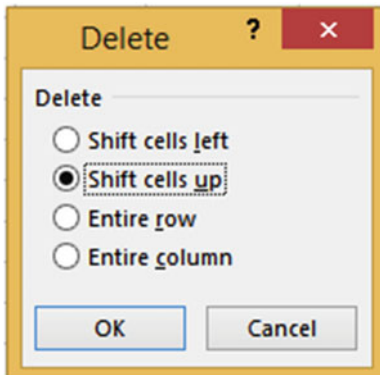 Delete ?
Delete
Shift cells left
Shift cells up
Entire row
Entire column
OK Cancel